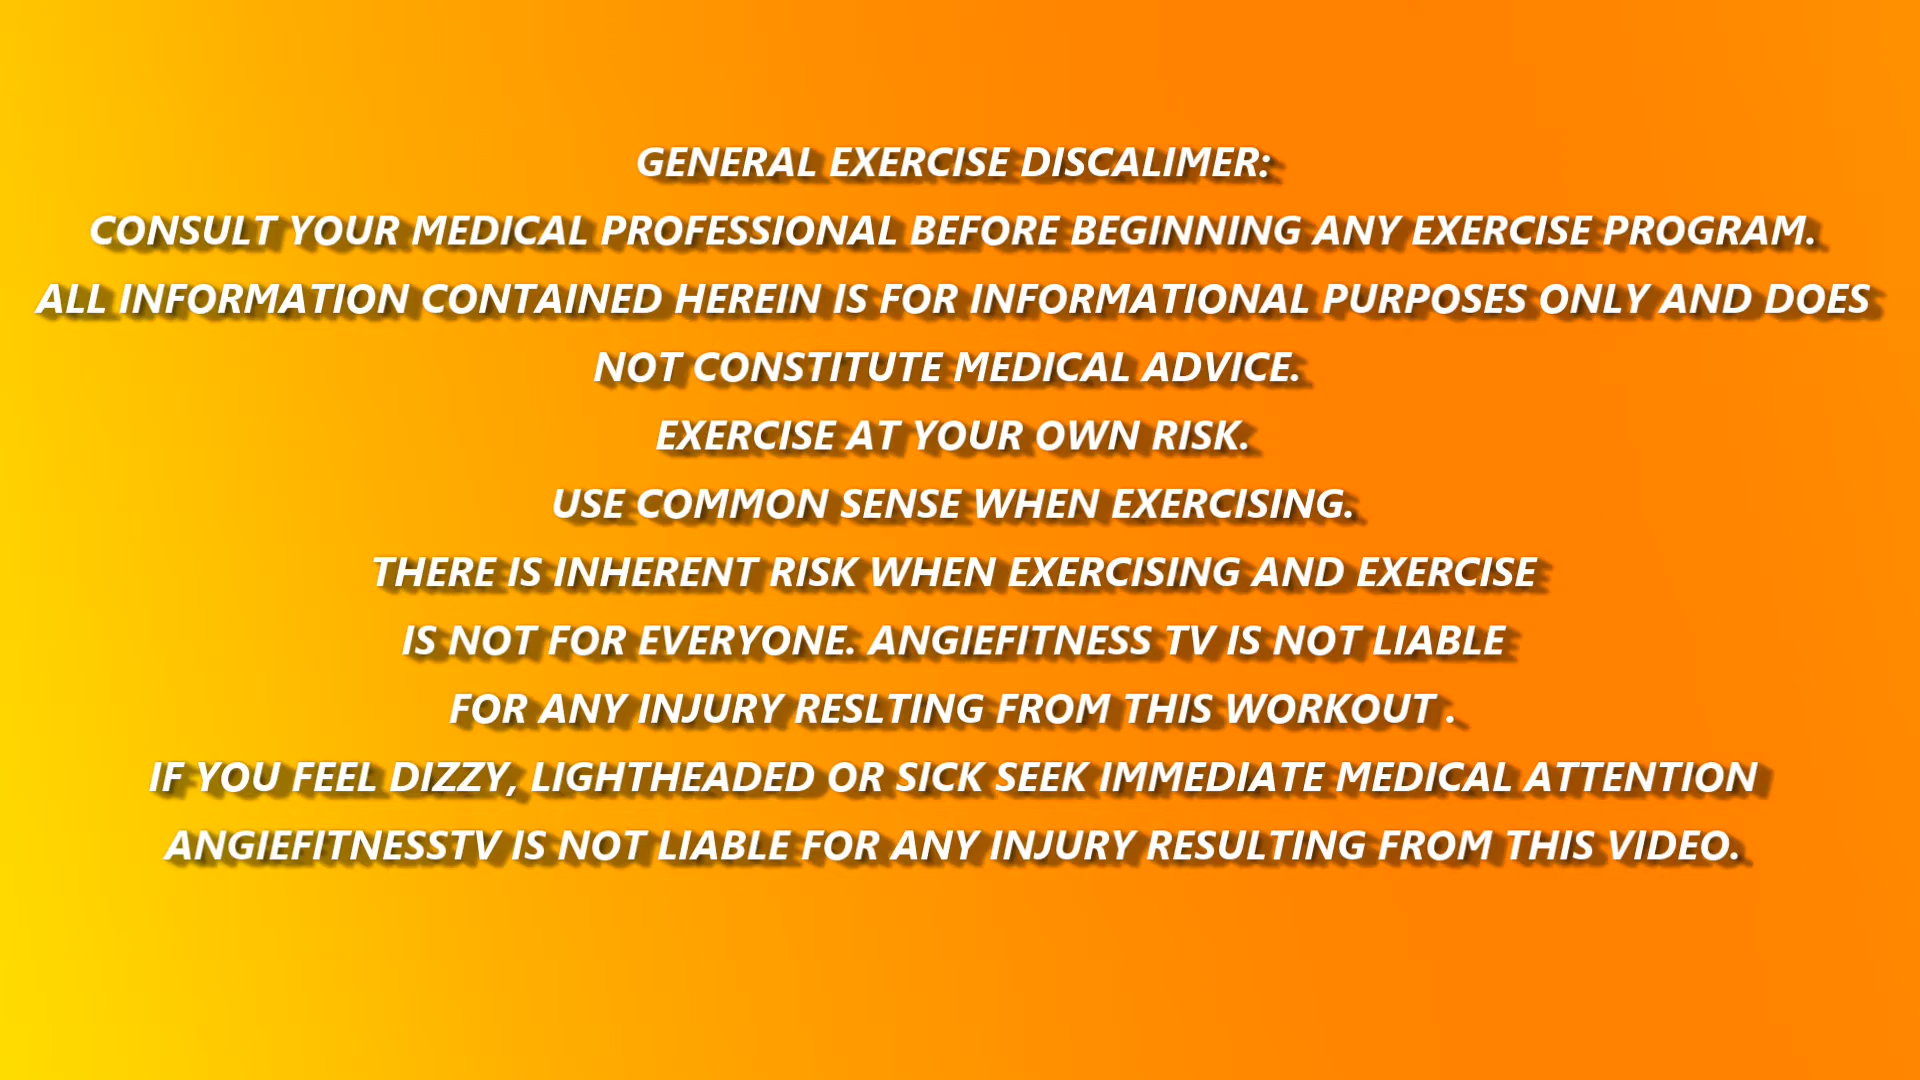 GENERAL EXERCISE DISCALIMER:
CONSULT YOUR MEDICAL PROFESSIONAL BEFORE BEGINNING ANY EXERCISE PROGRAM.
ALL INFORMATION CONTAINED HEREIN IS FOR INFORMATIONAL PURPOSES ONLY AND DOES
NOT CONSTITUTE MEDICAL ADVICE.
EXERCISE AT YOUR OWN RISK.
USE COMMON SENSE WHEN EXERCISING.
THERE IS INHERENT RISK WHEN EXERCISING AND EXERCISE
IS NOT FOR EVERYONE. ANGIEFITNESS TV IS NOT LIABLE
FOR ANY INJURY RESLTING FROM THIS WORKOUT .
IF YOU FEEL DIZZY, LIGHTHEADED OR SICK SEEK IMMEDIATE MEDICAL ATTENTION
ANGIEFITNESSTV IS NOT LIABLE FOR ANY INJURY RESULTING FROM THIS VIDEO.